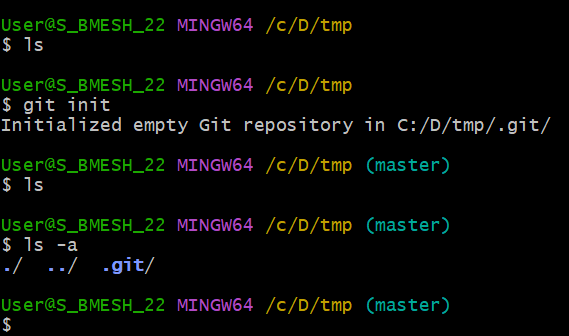 User@S_BMESH_22 MINGW64 /c/D/tmp
$ ls
User@S_BMESH_22 MINGW64 /c/D/tmp
$ git init
Initialized empty Git repository in C:/D/tmp/.git/
User@S_BMESH_22 MINGW64 /c/D/tmp (master)
$ ls
User@S_BMESH_22 MINGW64 /c/D/tmp (master)
$ ls -a
./  ../  .git/
User@S_BMESH_22 MINGW64 /c/D/tmp (master)
$